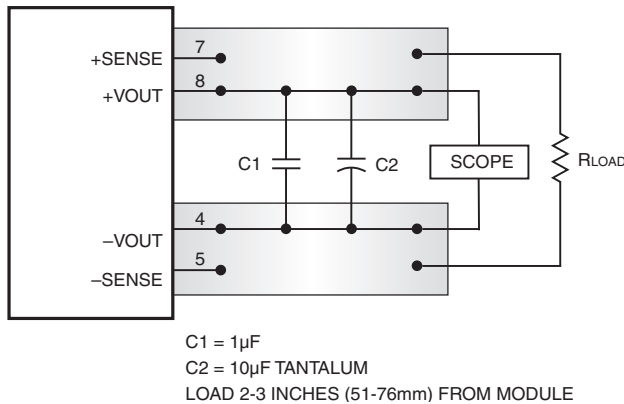 +SENSE 7
+VOUT 8
C1 C2 SCOPE RLOAD
−VOUT 4
−SENSE 5
C1 = 1µF
C2 = 10µF TANTALUM
LOAD 2-3 INCHES (51-76mm) FROM MODULE